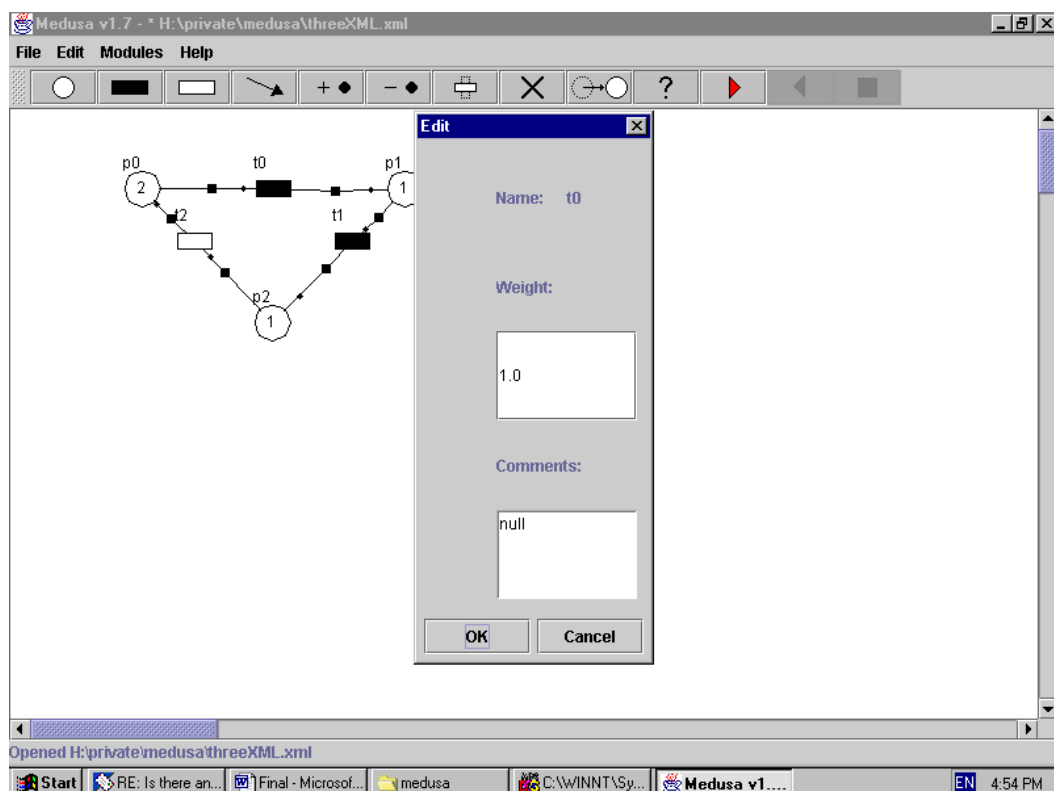 Medusa v1.7 - * H:\private\medusa\threeXML.xml
File Edit Modules Help
+ - ?
Edit
p0 t0 p1
2 1
t2 t1
p2
1
Name: t0
Weight:
1.0
Comments:
null
OK Cancel
Opened H:\private\medusa\threeXML.xml
Start RE: Is there an... Final - Microsof... medusa C:\WINNT\Sy... Medusa v1.... EN 4:54 PM